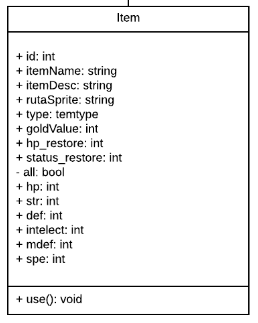 Item
+ id: int
+ itemName: string
+ itemDesc: string
+ rutaSprite: string
+ type: temtype
+ goldValue: int
+ hp_restore: int
+ status_restore: int
- all: bool
+ hp: int
+ str: int
+ def: int
+ intelect: int
+ mdef: int
+ spe: int
+ use(): void